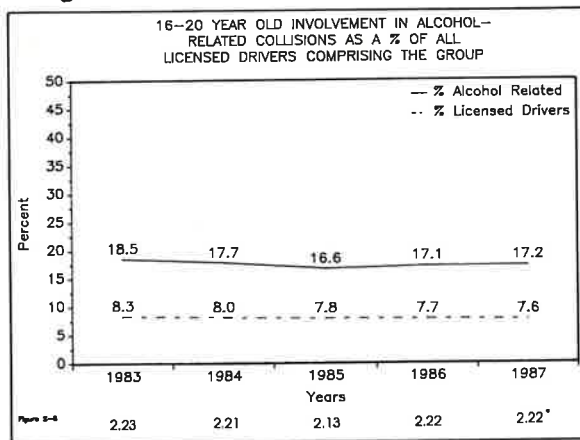 16-20 YEAR OLD INVOLVEMENT IN ALCOHOL-
RELATED COLLISIONS AS A % OF ALL
LICENSED DRIVERS COMPRISING THE GROUP
% Alcohol Related
% Licensed Drivers
Percent
50
45
40
35
30
25
20
15
10
5
0
18.5 17.7 16.6 17.1 17.2
8.3 8.0 7.8 7.7 7.6
1983 1984 1985 1986 1987
Years
Figure
2.23 2.21 2.13 2.22 2.22*